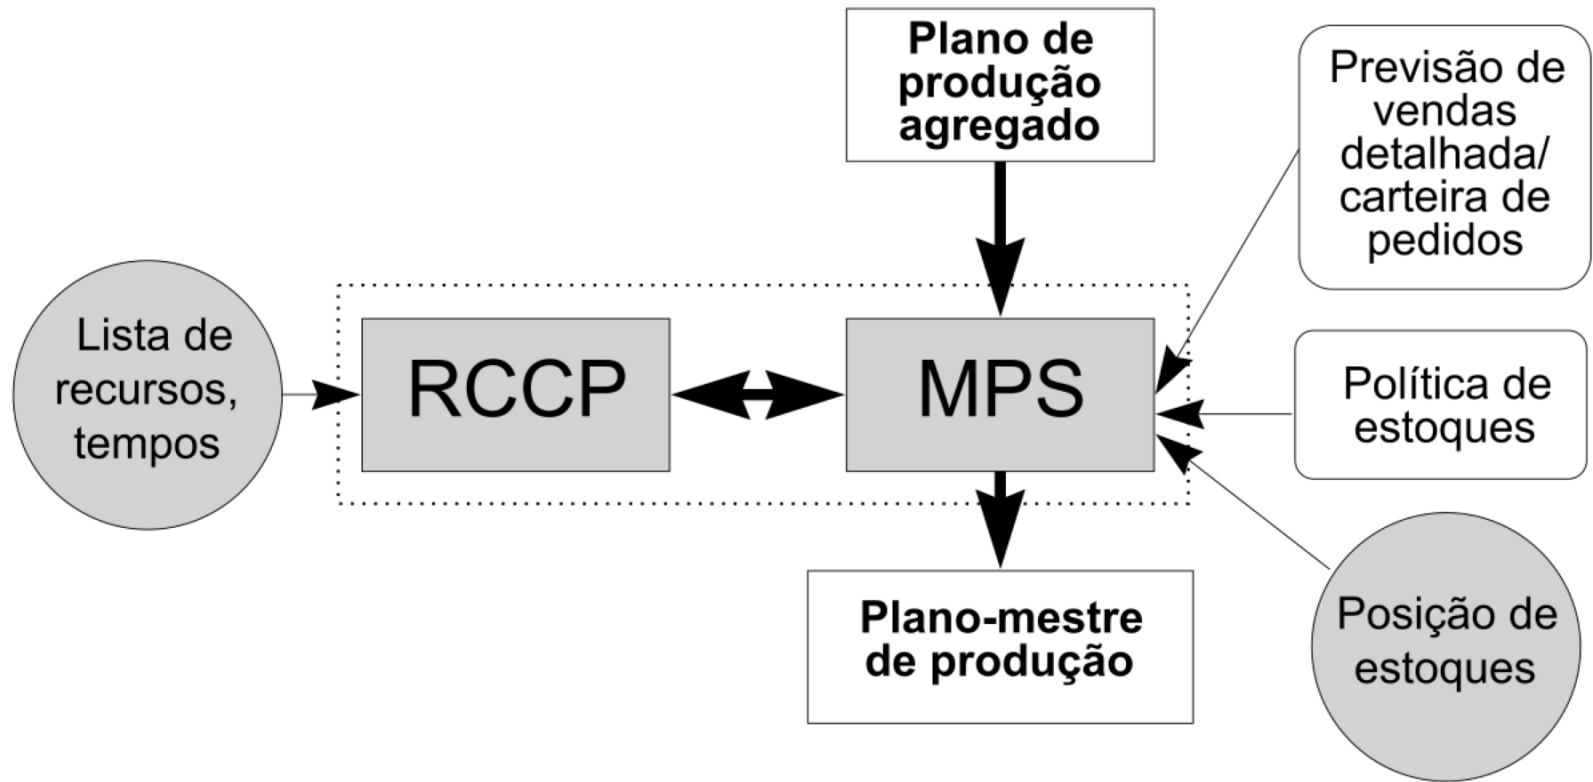 Plano de
produção
agregado
Previsão de
vendas
detalhada/
carteira de
pedidos
Lista de
recursos,
tempos
RCCP
MPS
Política de
estoques
Plano-mestre
de produção
Posição de
estoques